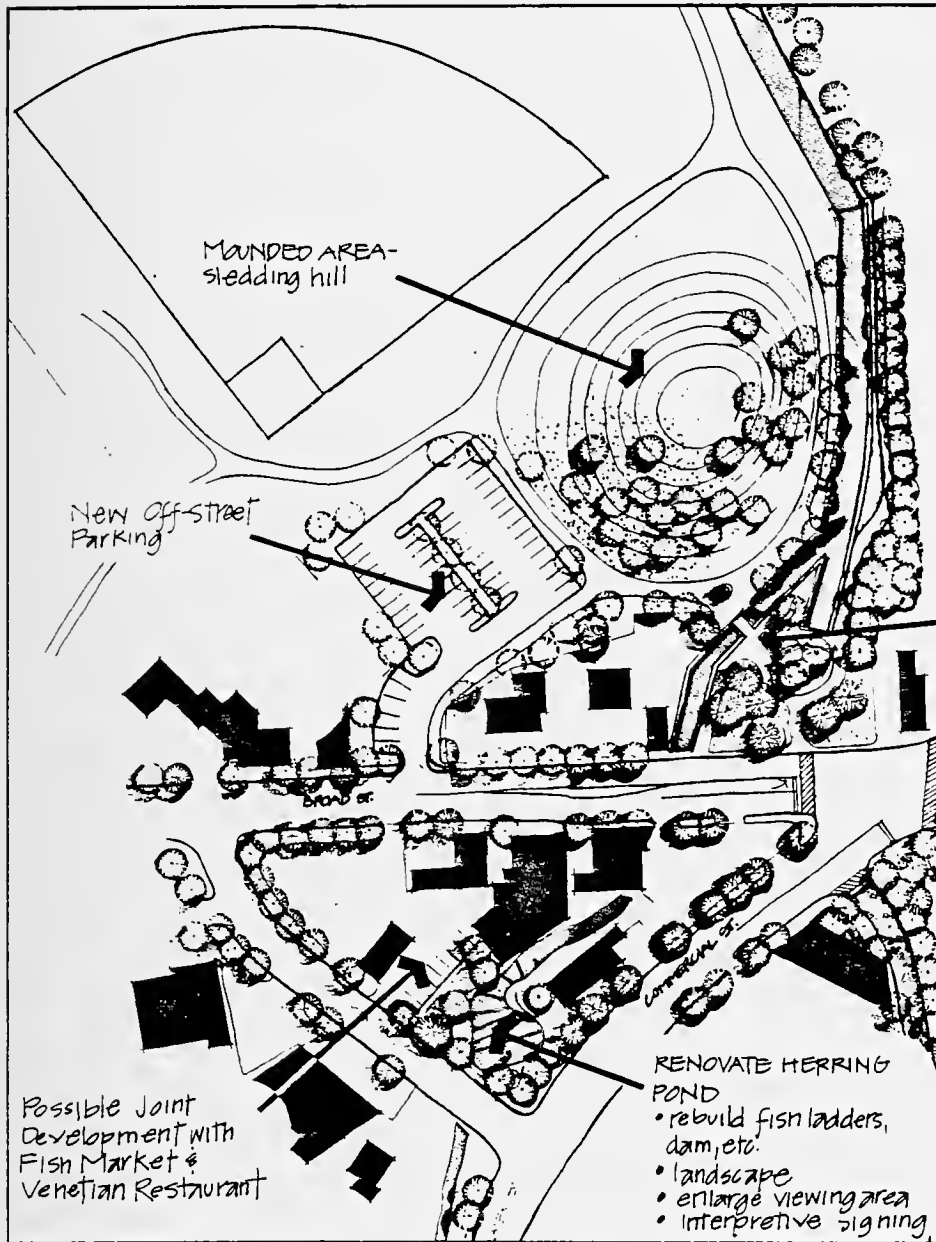 MOUNDED AREA-
sledding hill
New Off-Street
Parking
BROAD ST.
COMMERCIAL ST.
Possible Joint
Development with
Fish Market &
Venetian Restaurant
RENOVATE HERRING
POND
• rebuild fish ladders,
dam, etc.
• landscape
• enlarge viewing area
• interpretive signing